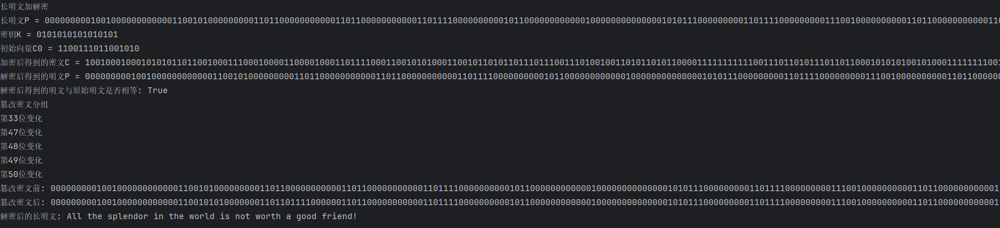 长明文加解密
长明文P = 0000000001001000000000000110010100000000011011000000000001101100000000000110111100000000001011000000000000100000000000000101011100000000011011110000000001110010000000000110110000000000011
密钥K = 0101010101010101
初始向量C0 = 1100111011001010
加密后得到的密文C = 10010001000101010110110010001110001000011000010001101111000110010101000110010110101101110111001110100100110101101011000011111111111001110110101110110110001010101001010001111111100
解密后得到的明文P = 00000000010010000000000001100101000000000110110000000000011011000000000001101111000000000010110000000000001000000000000001010111000000000110111100000000011100100000000001101100000
解密后得到的明文与原始明文是否相等: True
篡改密文分组
第33位变化
第47位变化
第48位变化
第49位变化
第50位变化
篡改密文前: 000000000100100000000000011001010000000001101100000000000110110000000000011011110000000000101100000000000010000000000000010101110000000001101111000000000111001000000000011011000000000001
篡改密文后: 000000000100100000000000011001010100000001101101111000000110110000000000011011110000000000101100000000000010000000000000010101110000000001101111000000000111001000000000011011000000000001
解密后的长明文: All the splendor in the world is not worth a good friend!